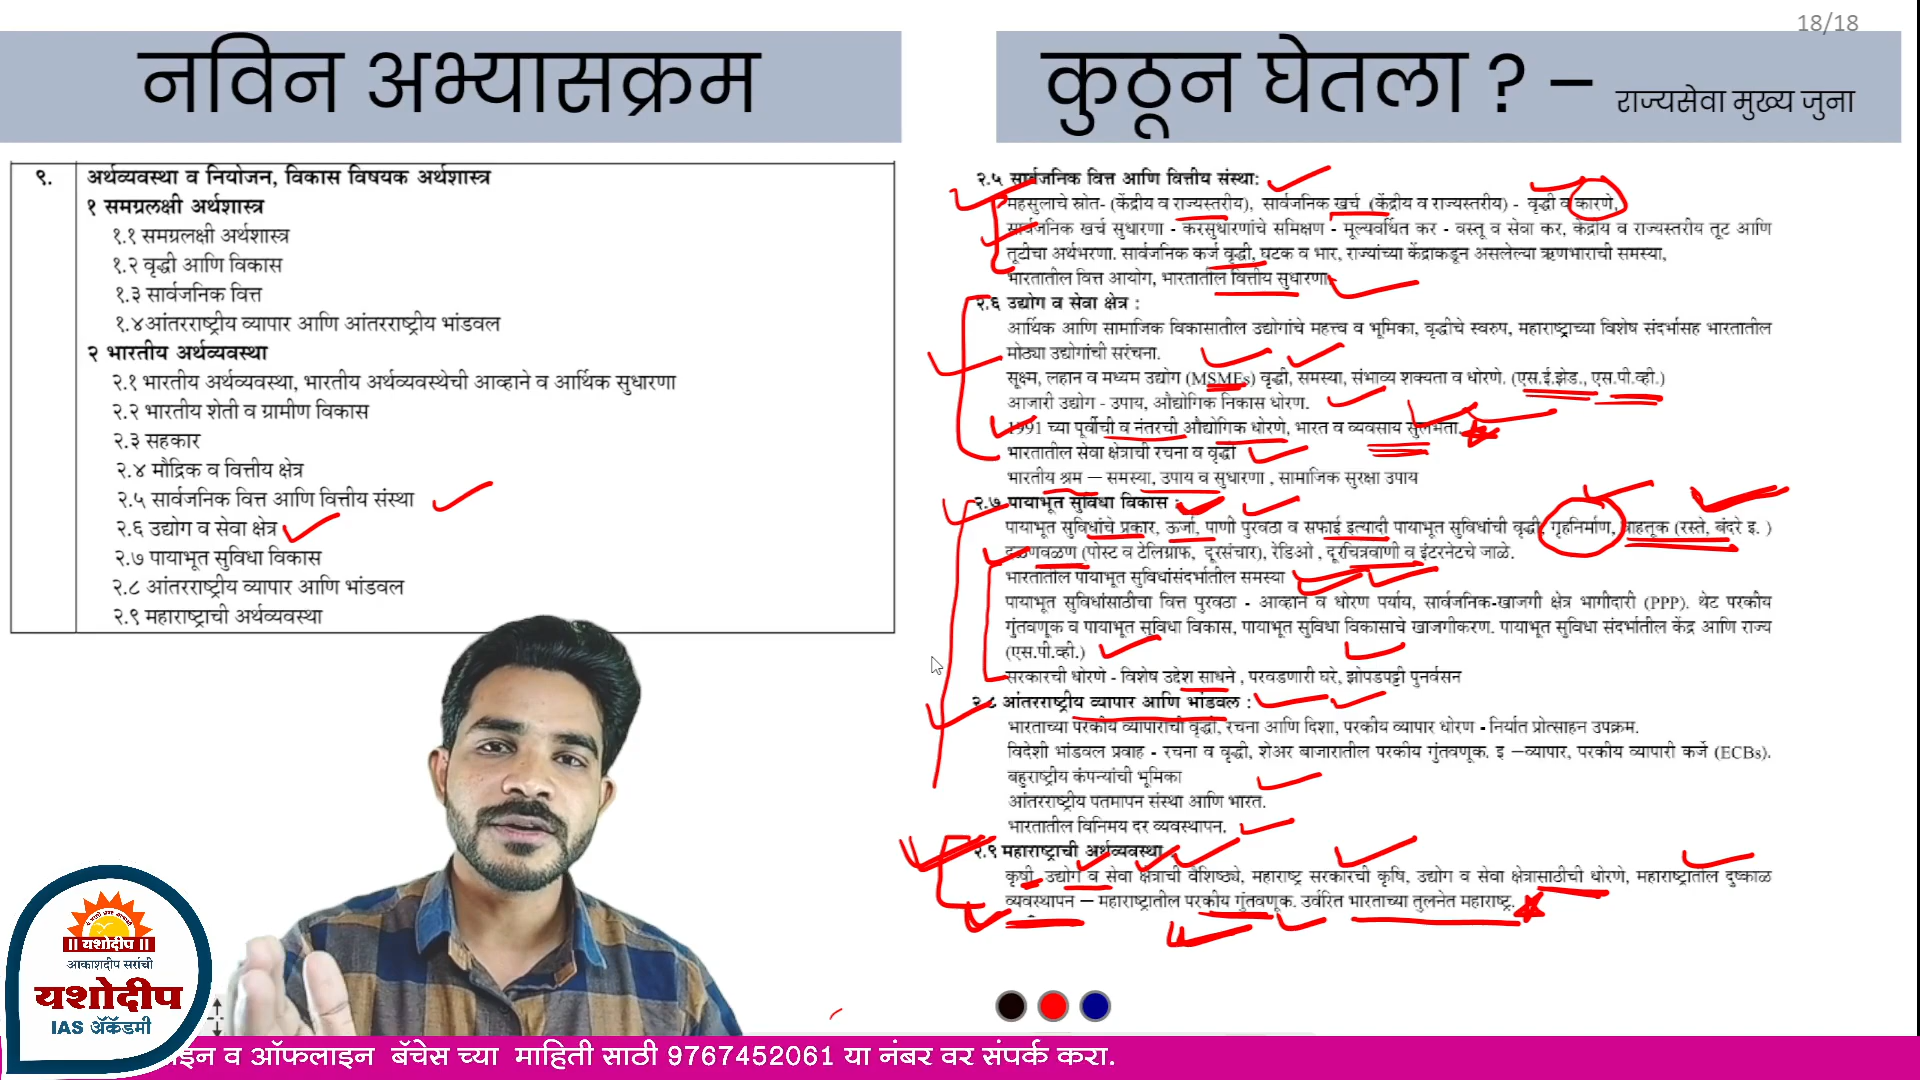 18/18
नविन अभ्यासक्रम
कुठून घेतला ? – राज्यसेवा मुख्य जुना
९. अर्थव्यवस्था व नियोजन, विकास विषयक अर्थशास्त्र
१ समग्रलक्षी अर्थशास्त्र
१.१ समग्रलक्षी अर्थशास्त्र
१.२ वृद्धी आणि विकास
१.३ सार्वजनिक वित्त
१.४आंतरराष्ट्रीय व्यापार आणि आंतरराष्ट्रीय भांडवल
२ भारतीय अर्थव्यवस्था
२.१ भारतीय अर्थव्यवस्था, भारतीय अर्थव्यवस्थेची आव्हाने व आर्थिक सुधारणा
२.२ भारतीय शेती व ग्रामीण विकास
२.३ सहकार
२.४ मौद्रिक व वित्तीय क्षेत्र
२.५ सार्वजनिक वित्त आणि वित्तीय संस्था
२.६ उद्योग व सेवा क्षेत्र
२.७ पायाभूत सुविधा विकास
२.८ आंतरराष्ट्रीय व्यापार आणि भांडवल
२.९ महाराष्ट्राची अर्थव्यवस्था
२.५ सार्वजनिक वित्त आणि वित्तीय संस्था:
महसुलाचे स्रोत- (केंद्रीय व राज्यस्तरीय), सार्वजनिक खर्च (केंद्रीय व राज्यस्तरीय) - वृद्धी व कारणे,
सार्वजनिक खर्च सुधारणा - करसुधारणांचे समिक्षण - मूल्यवर्धित कर - वस्तू व सेवा कर, केंद्रीय व राज्यस्तरीय तूट आणि
तूटीचा अर्थभरणा. सार्वजनिक कर्ज वृद्धी, घटक व भार, राज्यांच्या केंद्राकडून असलेल्या ऋणभाराची समस्या,
भारतातील वित्त आयोग, भारतातील वित्तीय सुधारणा-
२.६ उद्योग व सेवा क्षेत्र :
आर्थिक आणि सामाजिक विकासातील उद्योगांचे महत्त्व व भूमिका, वृद्धीचे स्वरुप, महाराष्ट्राच्या विशेष संदर्भासह भारतातील
मोठ्या उद्योगांची सरंचना.
सूक्ष्म, लहान व मध्यम उद्योग (MSMEs) वृद्धी, समस्या, संभाव्य शक्यता व धोरणे. (एस.ई.झेड., एस.पी.व्ही.)
आजारी उद्योग - उपाय, औद्योगिक निकास धोरण.
1991 च्या पूर्वीची व नंतरची औद्योगिक धोरणे, भारत व व्यवसाय सुलभता.
भारतातील सेवा क्षेत्राची रचना व वृद्धी
भारतीय श्रम – समस्या, उपाय व सुधारणा , सामाजिक सुरक्षा उपाय
२.७ पायाभूत सुविधा विकास :
पायाभूत सुविधांचे प्रकार, ऊर्जा, पाणी पुरवठा व सफाई इत्यादी पायाभूत सुविधांची वृद्धी, गृहनिर्माण, वाहतूक (रस्ते, बंदरे इ. )
दळणवळण (पोस्ट व टेलिग्राफ, दूरसंचार), रेडिओ , दूरचित्रवाणी व इंटरनेटचे जाळे.
भारतातील पायाभूत सुविधांसंदर्भातील समस्या
पायाभूत सुविधांसाठीचा वित्त पुरवठा - आव्हाने व धोरण पर्याय, सार्वजनिक-खाजगी क्षेत्र भागीदारी (PPP). थेट परकीय
गुंतवणूक व पायाभूत सुविधा विकास, पायाभूत सुविधा विकासाचे खाजगीकरण. पायाभूत सुविधा संदर्भातील केंद्र आणि राज्य
(एस.पी.व्ही.)
सरकारची धोरणे - विशेष उद्देश साधने , परवडणारी घरे, झोपडपट्टी पुनर्वसन
२.८ आंतरराष्ट्रीय व्यापार आणि भांडवल :
भारताच्या परकीय व्यापाराची वृद्धी, रचना आणि दिशा, परकीय व्यापार धोरण - निर्यात प्रोत्साहन उपक्रम.
विदेशी भांडवल प्रवाह - रचना व वृद्धी, शेअर बाजारातील परकीय गुंतवणूक. इ –व्यापार, परकीय व्यापारी कर्जे (ECBs).
बहुराष्ट्रीय कंपन्यांची भूमिका
आंतरराष्ट्रीय पतमापन संस्था आणि भारत.
भारतातील विनिमय दर व्यवस्थापन.
२.९ महाराष्ट्राची अर्थव्यवस्था
कृषी, उद्योग व सेवा क्षेत्राची वैशिष्ठ्ये, महाराष्ट्र सरकारची कृषि, उद्योग व सेवा क्षेत्रासाठीची धोरणे, महाराष्ट्रातील दुष्काळ
व्यवस्थापन – महाराष्ट्रातील परकीय गुंतवणूक. उर्वरित भारताच्या तुलनेत महाराष्ट्र.
॥ यशोदीप ॥
आकाशदीप सरांची
यशोदीप
IAS ॲकॅडमी
ाइन व ऑफलाइन बॅचेस च्या माहिती साठी 9767452061 या नंबर वर संपर्क करा.